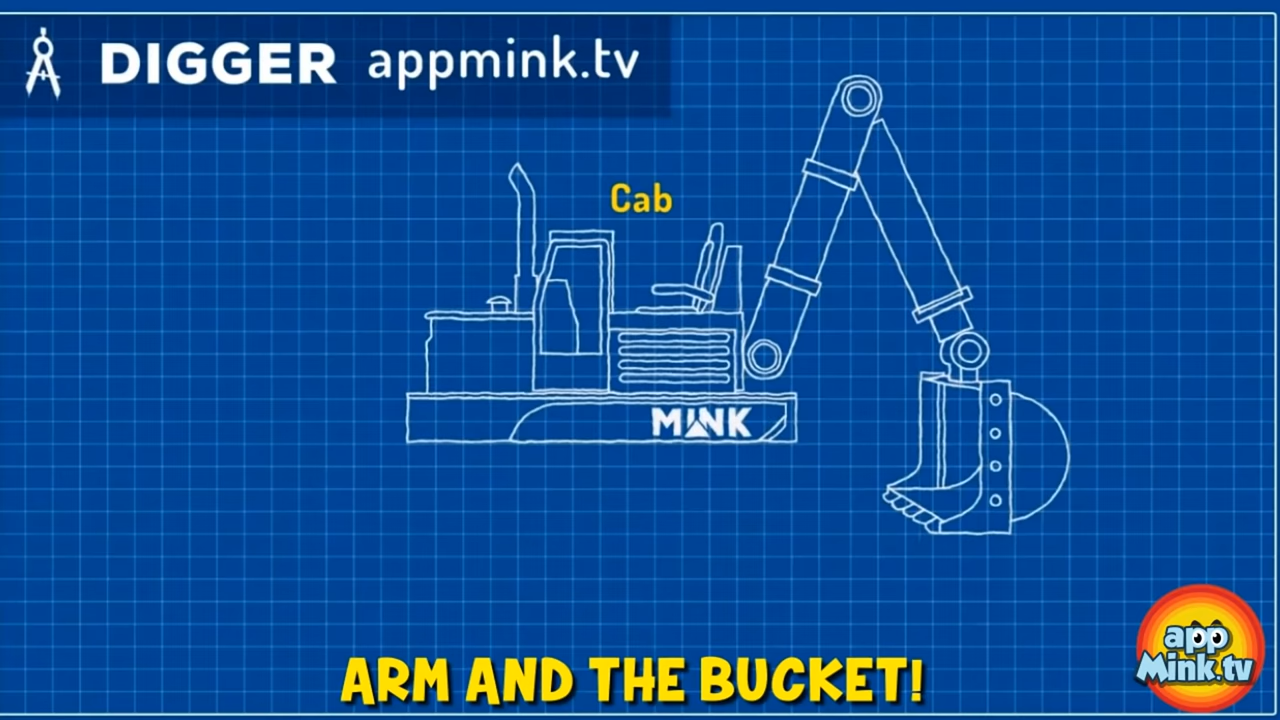 DIGGER appmink.tv
Cab
MINK
ARM AND THE BUCKET!
app
Mink.tv